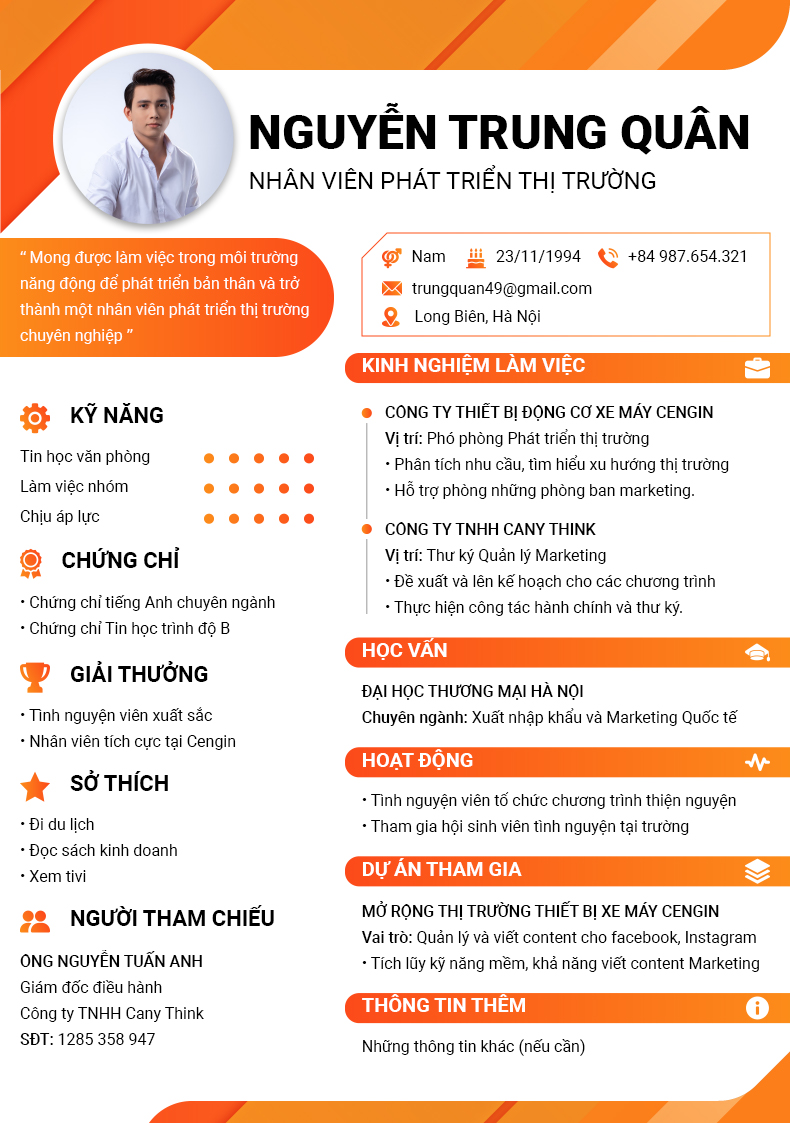 NGUYỄN TRUNG QUÂN
NHÂN VIÊN PHÁT TRIỂN THỊ TRƯỜNG
“ Mong được làm việc trong môi trường
năng động để phát triển bản thân và trở
thành một nhân viên phát triển thị trường
chuyên nghiệp ”
Nam 23/11/1994 +84 987.654.321
trungquan49@gmail.com
Long Biên, Hà Nội
KỸ NĂNG
Tin học văn phòng
Làm việc nhóm
Chịu áp lực
CHỨNG CHỈ
• Chứng chỉ tiếng Anh chuyên ngành
• Chứng chỉ Tin học trình độ B
GIẢI THƯỞNG
• Tình nguyện viên xuất sắc
• Nhân viên tích cực tại Cengin
SỞ THÍCH
• Đi du lịch
• Đọc sách kinh doanh
• Xem tivi
NGƯỜI THAM CHIẾU
ÔNG NGUYỄN TUẤN ANH
Giám đốc điều hành
Công ty TNHH Cany Think
SĐT: 1285 358 947
KINH NGHIỆM LÀM VIỆC
CÔNG TY THIẾT BỊ ĐỘNG CƠ XE MÁY CENGIN
Vị trí: Phó phòng Phát triển thị trường
• Phân tích nhu cầu, tìm hiểu xu hướng thị trường
• Hỗ trợ phòng những phòng ban marketing.
CÔNG TY TNHH CANY THINK
Vị trí: Thư ký Quản lý Marketing
• Đề xuất và lên kế hoạch cho các chương trình
• Thực hiện công tác hành chính và thư ký.
HỌC VẤN
ĐẠI HỌC THƯƠNG MẠI HÀ NỘI
Chuyên ngành: Xuất nhập khẩu và Marketing Quốc tế
HOẠT ĐỘNG
• Tình nguyện viên tổ chức chương trình thiện nguyện
• Tham gia hội sinh viên tình nguyện tại trường
DỰ ÁN THAM GIA
MỞ RỘNG THỊ TRƯỜNG THIẾT BỊ XE MÁY CENGIN
Vai trò: Quản lý và viết content cho facebook, Instagram
• Tích lũy kỹ năng mềm, khả năng viết content Marketing
THÔNG TIN THÊM
Những thông tin khác (nếu cần)